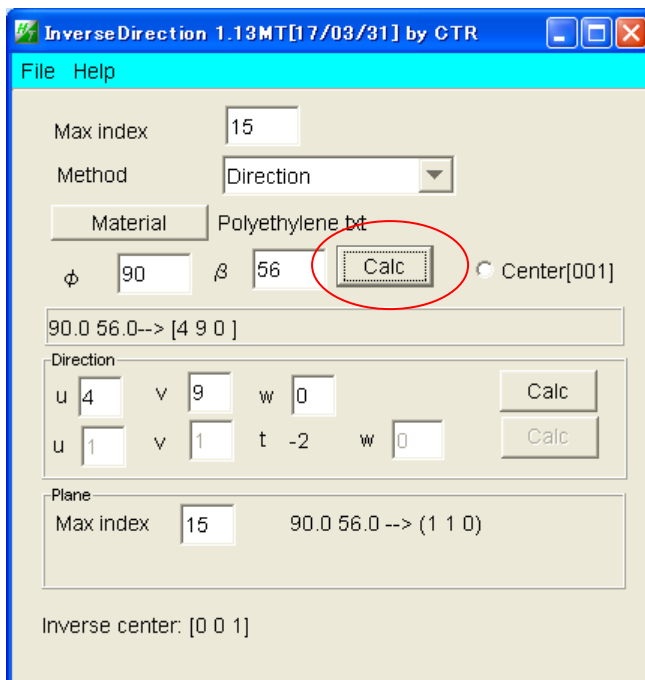 InverseDirection 1.13MT[17/03/31] by CTR
File Help
Max index 15
Method Direction
Material Polyethylene.txt
φ 90 β 56 Calc Center[001]
90.0 56.0--> [4 9 0 ]
Direction
u 4 v 9 w 0 Calc
u 1 v 1 t -2 w 0 Calc
Plane
Max index 15 90.0 56.0 --> (1 1 0)
Inverse center: [0 0 1]